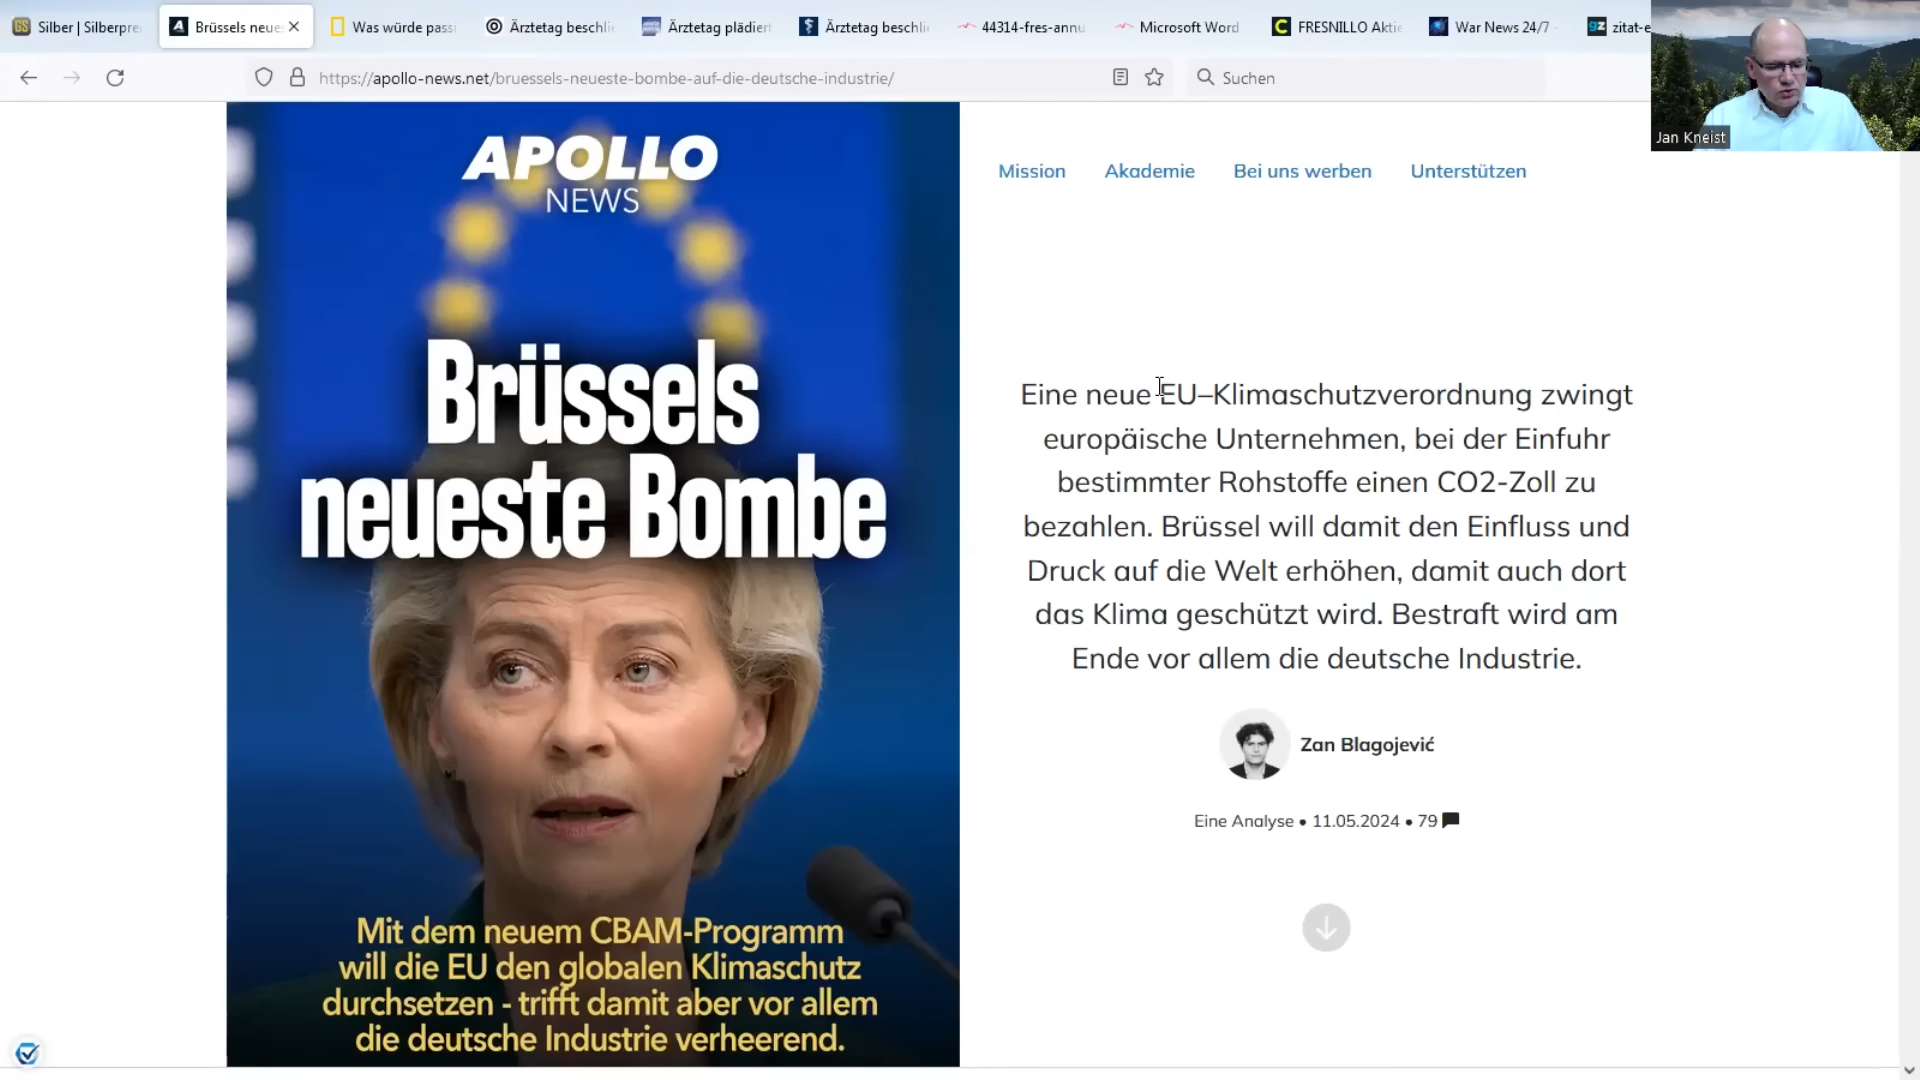 Silber | Silberpre
Brüssels neue
Was würde pass
Ärztetag beschli
Ärztetag plädiert
Ärztetag beschli
44314-fres-annu
Microsoft Word
FRESNILLO Aktie
War News 24/7
zitat-e
https://apollo-news.net/bruessels-neueste-bombe-auf-die-deutsche-industrie/
Suchen
Jan Kneist
APOLLO
NEWS
Brüssels
neueste Bombe
Mit dem neuem CBAM-Programm
will die EU den globalen Klimaschutz
durchsetzen - trifft damit aber vor allem
die deutsche Industrie verheerend.
Mission
Akademie
Bei uns werben
Unterstützen
Eine neue EU–Klimaschutzverordnung zwingt
europäische Unternehmen, bei der Einfuhr
bestimmter Rohstoffe einen CO2-Zoll zu
bezahlen. Brüssel will damit den Einfluss und
Druck auf die Welt erhöhen, damit auch dort
das Klima geschützt wird. Bestraft wird am
Ende vor allem die deutsche Industrie.
Zan Blagojević
Eine Analyse • 11.05.2024 • 79